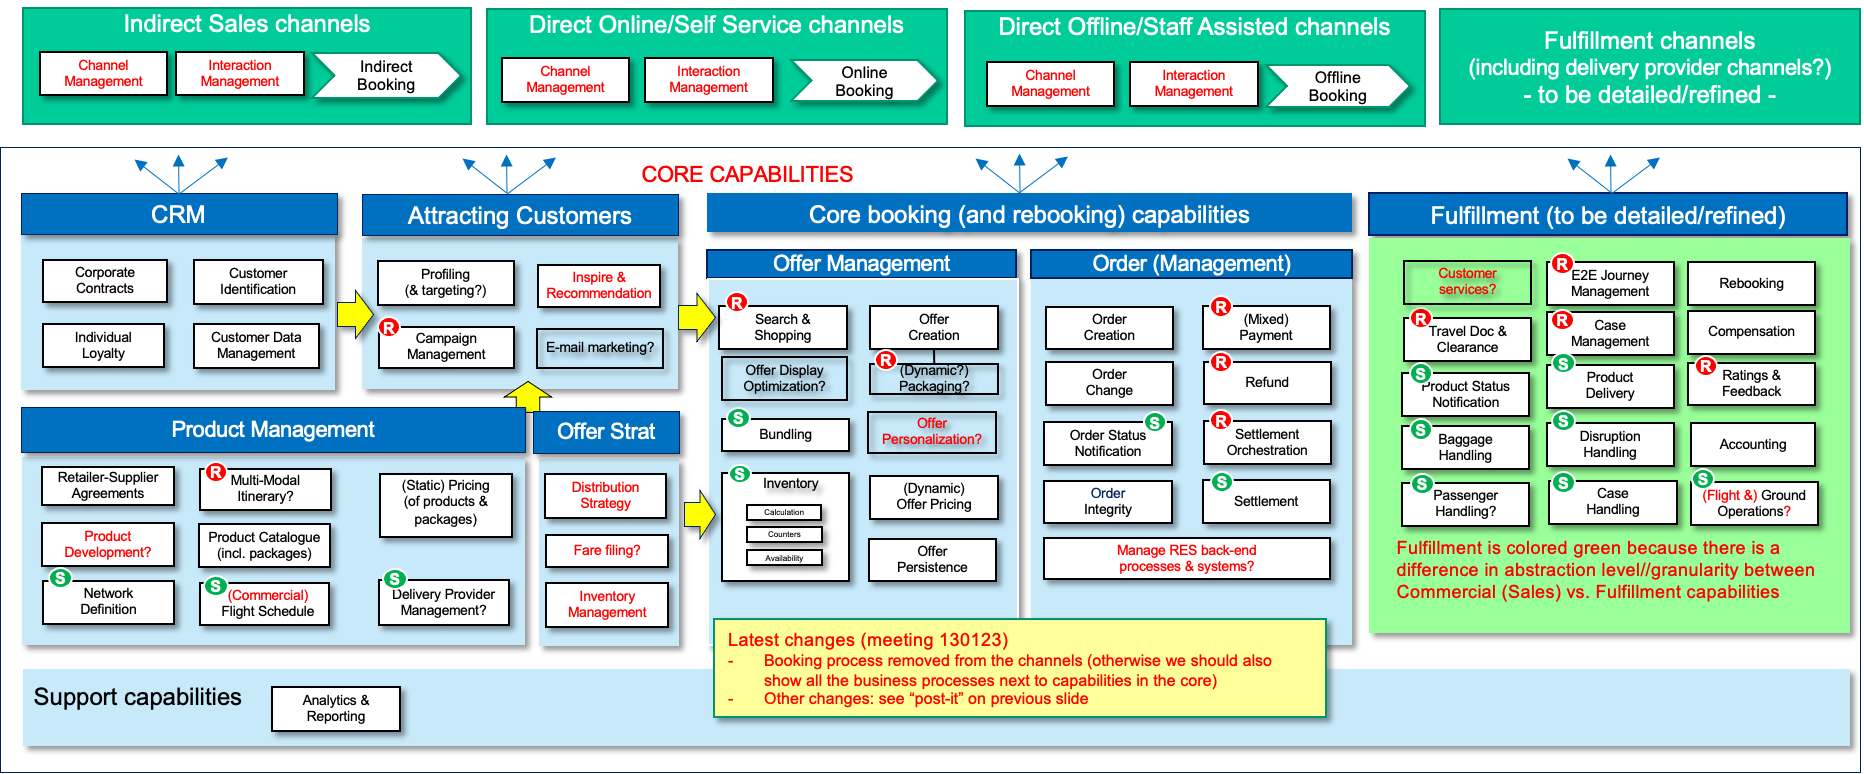 Indirect Sales channels
Channel
Management
Interaction
Management
Indirect
Booking
Direct Online/Self Service channels
Channel
Management
Interaction
Management
Online
Booking
Direct Offline/Staff Assisted channels
Channel
Management
Interaction
Management
Offline
Booking
Fulfillment channels
(including delivery provider channels?)
- to be detailed/refined -
CORE CAPABILITIES
CRM
Corporate
Contracts
Customer
Identification
Individual
Loyalty
Customer Data
Management
Attracting Customers
Profiling
(& targeting?)
Inspire &
Recommendation
R
Campaign
Management
E-mail marketing?
Core booking (and rebooking) capabilities
Offer Management
R
Search &
Shopping
Offer
Creation
Offer Display
Optimization?
R
(Dynamic?)
Packaging?
S
Bundling
Offer
Personalization?
S
Inventory
Calculation
Counters
Availability
(Dynamic)
Offer Pricing
Offer
Persistence
Order (Management)
Order
Creation
R
(Mixed)
Payment
Order
Change
R
Refund
S
Order Status
Notification
R
Settlement
Orchestration
Order
Integrity
S
Settlement
Manage RES back-end
processes & systems?
Fulfillment (to be detailed/refined)
Customer
services?
R
E2E Journey
Management
Rebooking
R
Travel Doc &
Clearance
R
Case
Management
Compensation
S
Product Status
Notification
S
Product
Delivery
R
Ratings &
Feedback
S
Baggage
Handling
S
Disruption
Handling
Accounting
S
Passenger
Handling?
S
Case
Handling
S
(Flight &) Ground
Operations?
Fulfillment is colored green because there is a
difference in abstraction level//granularity between
Commercial (Sales) vs. Fulfillment capabilities
Product Management
Retailer-Supplier
Agreements
R
Multi-Modal
Itinerary?
(Static) Pricing
(of products &
packages)
Product
Development?
Product Catalogue
(incl. packages)
S
Network
Definition
S
(Commercial)
Flight Schedule
S
Delivery Provider
Management?
Offer Strat
Distribution
Strategy
Fare filing?
Inventory
Management
Latest changes (meeting 130123)
- Booking process removed from the channels (otherwise we should also
show all the business processes next to capabilities in the core)
- Other changes: see “post-it” on previous slide
Support capabilities
Analytics &
Reporting